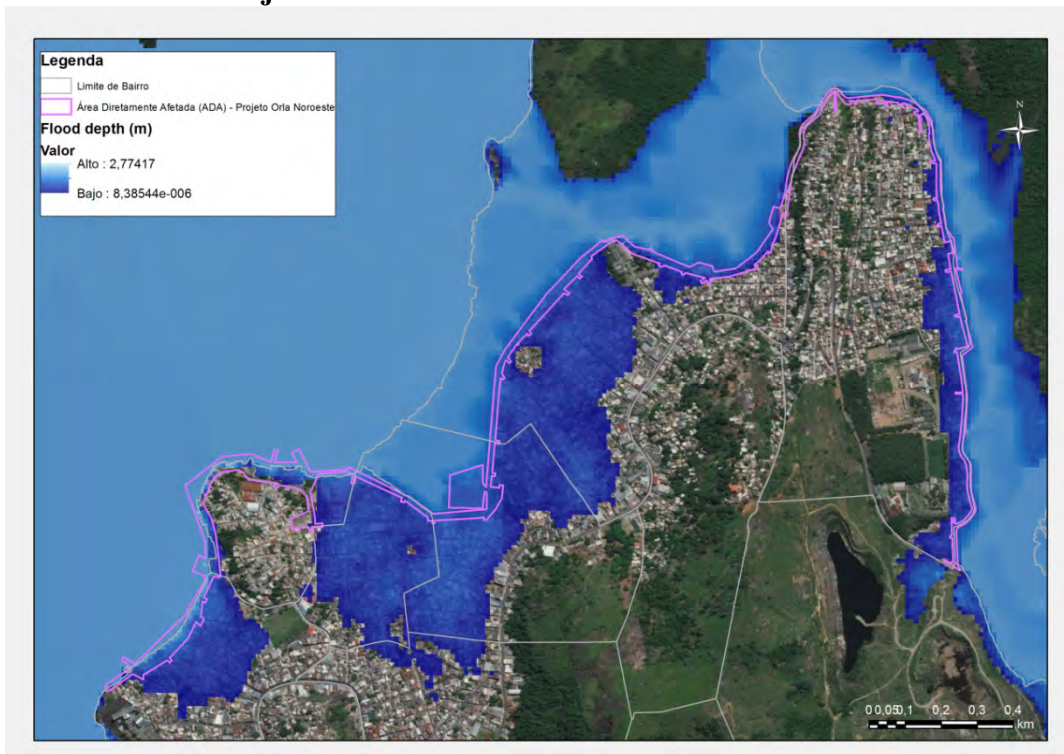 Legenda
Limite de Bairro
Área Diretamente Afetada (ADA) - Projeto Orla Noroeste
Flood depth (m)
Valor
Alto : 2,77417
Bajo : 8,38544e-006
N
0 0.05 0,1 0.2 0.3 0.4
km